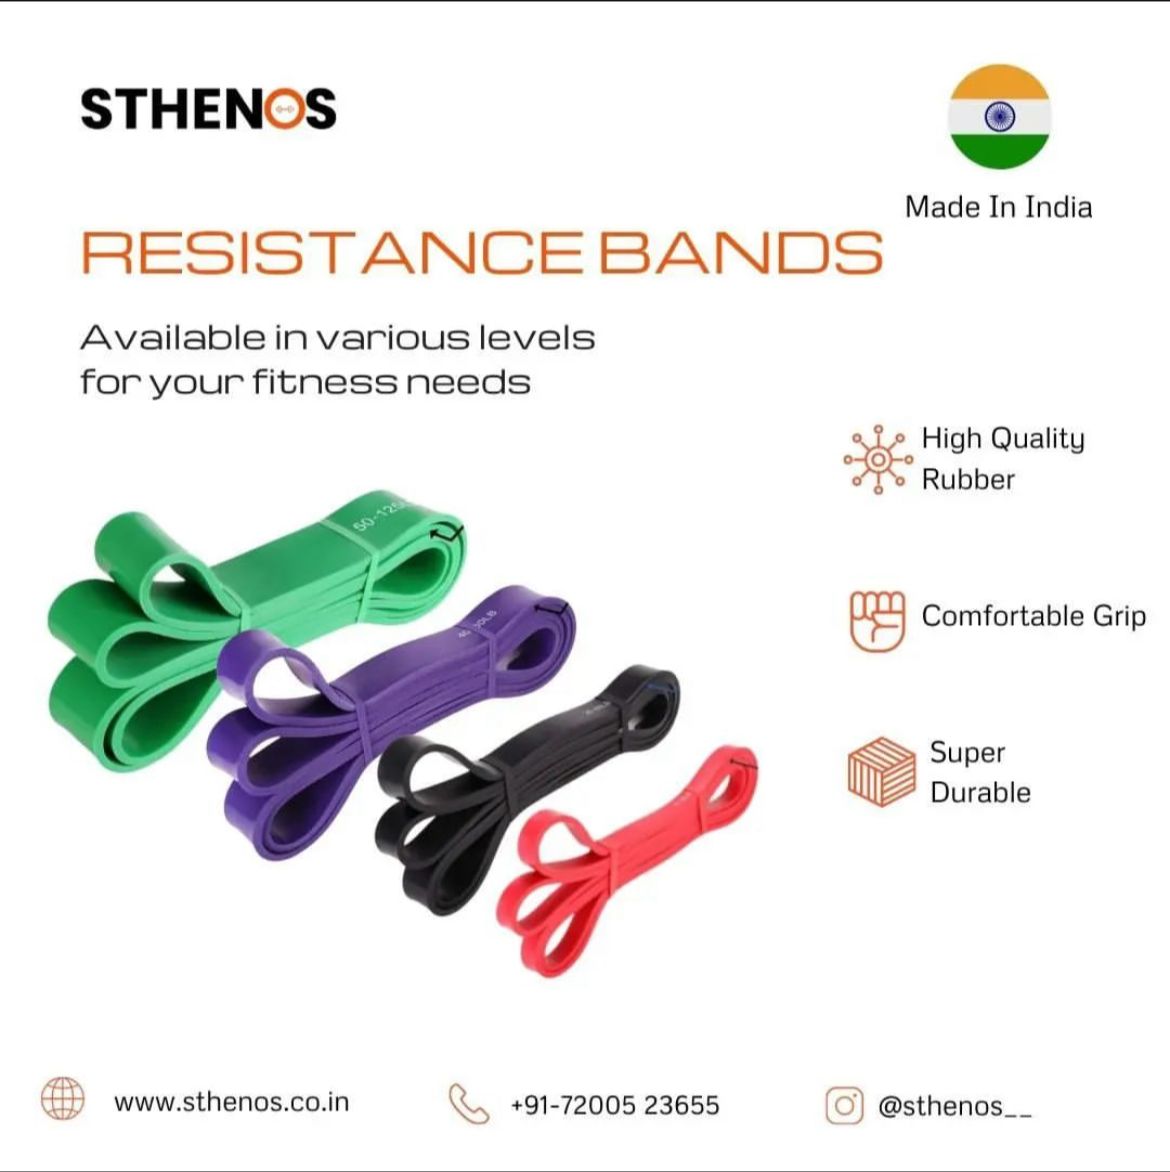 STHENOS
Made In India
RESISTANCE BANDS
Available in various levels
for your fitness needs
High Quality
Rubber
Comfortable Grip
Super
Durable
www.sthenos.co.in
+91-72005 23655
@sthenos__